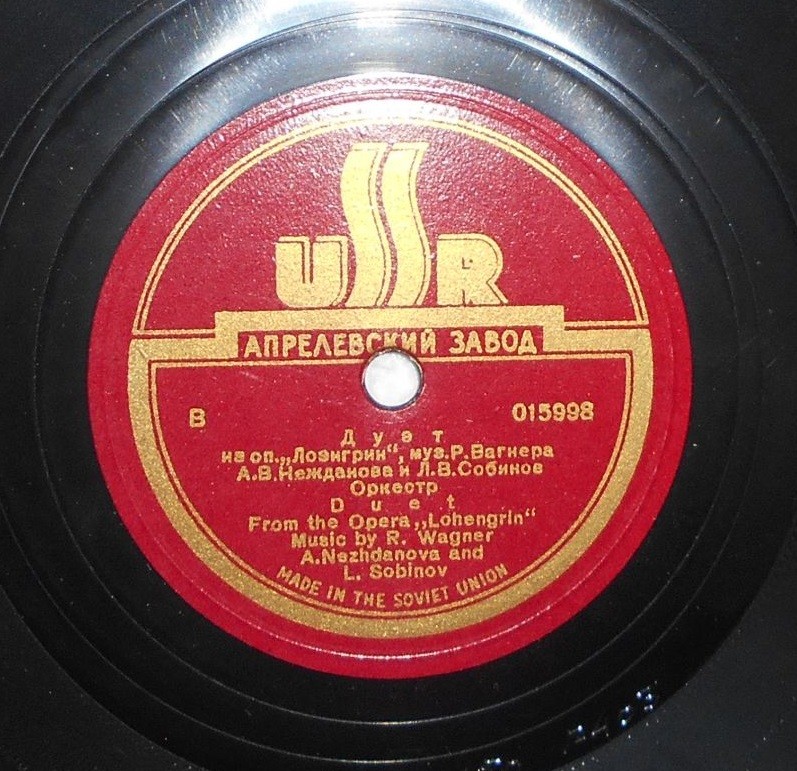 USSR
АПРЕЛЕВСКИЙ ЗАВОД
В 015998
Дуэт
из оп. „Лоэнгрин“, муз. Р. Вагнера
А. В. Нежданова и Л. В. Собинов
Оркестр
Duet
From the Opera „Lohengrin“
Music by R. Wagner
A. Nezhdanova and
L. Sobinov
MADE IN THE SOVIET UNION